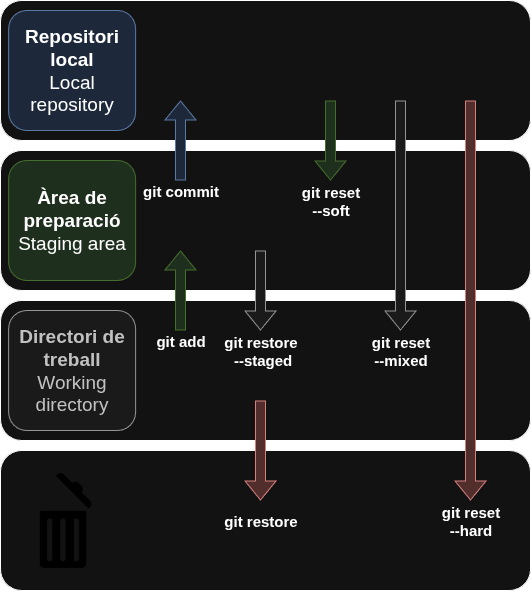 Repositori
local
Local
repository
git commit
git reset
--soft
Àrea de
preparació
Staging area
git add
git restore
--staged
git reset
--mixed
Directori de
treball
Working
directory
git restore
git reset
--hard